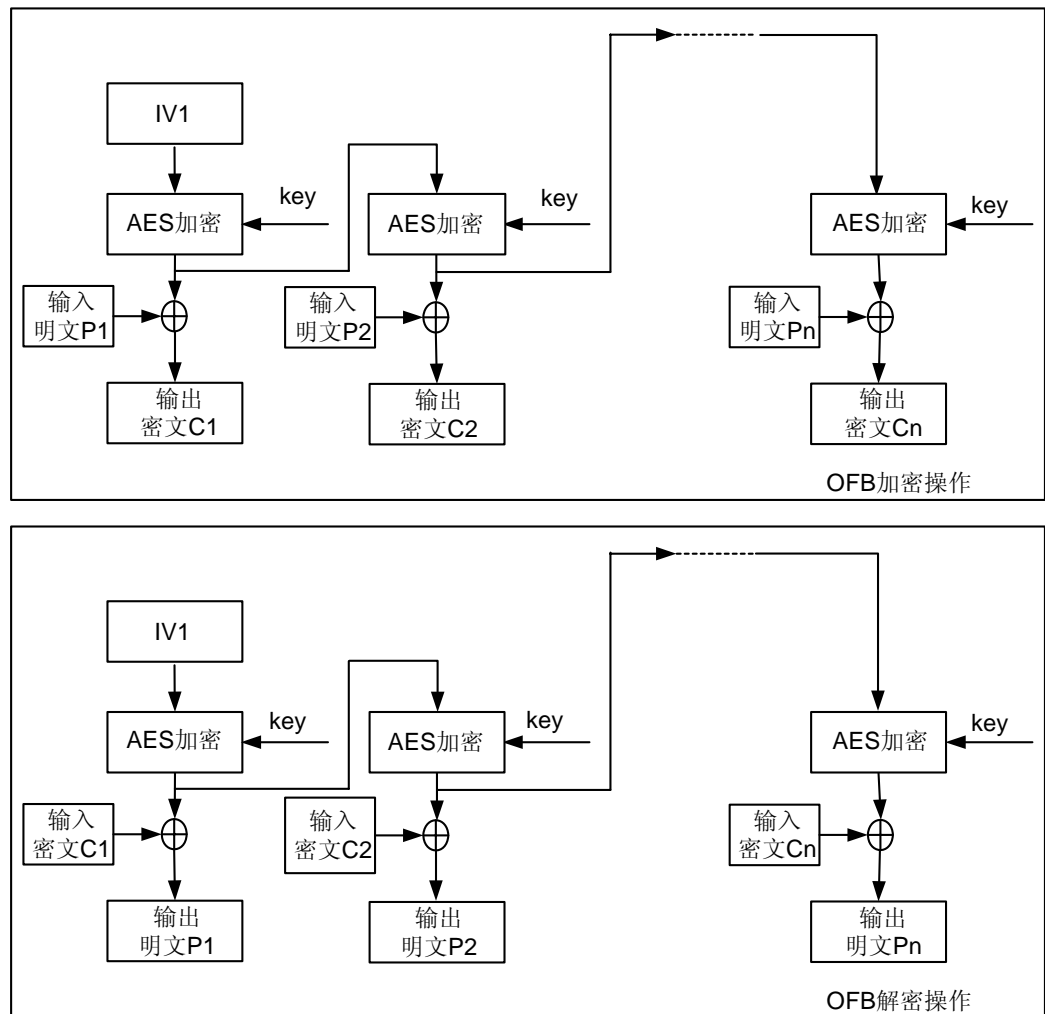 IV1
AES加密
key
AES加密
key
AES加密
key
输入
明文P1
输入
明文P2
输入
明文Pn
输出
密文C1
输出
密文C2
输出
密文Cn
OFB加密操作
IV1
AES加密
key
AES加密
key
AES加密
key
输入
密文C1
输入
密文C2
输入
密文Cn
输出
明文P1
输出
明文P2
输出
明文Pn
OFB解密操作